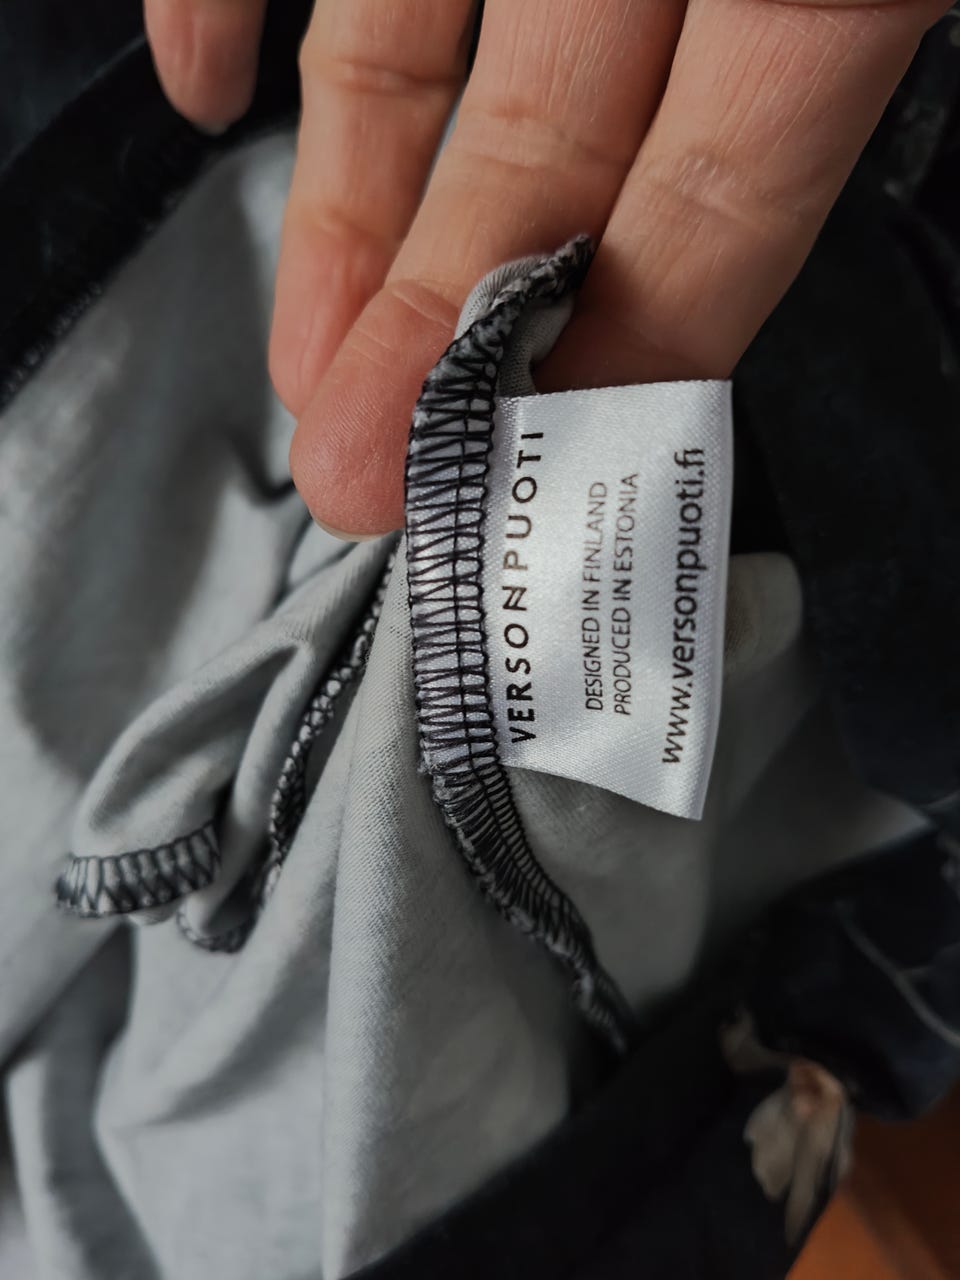 VERSONPUOTI
DESIGNED IN FINLAND
PRODUCED IN ESTONIA
www.versonpuoti.fi